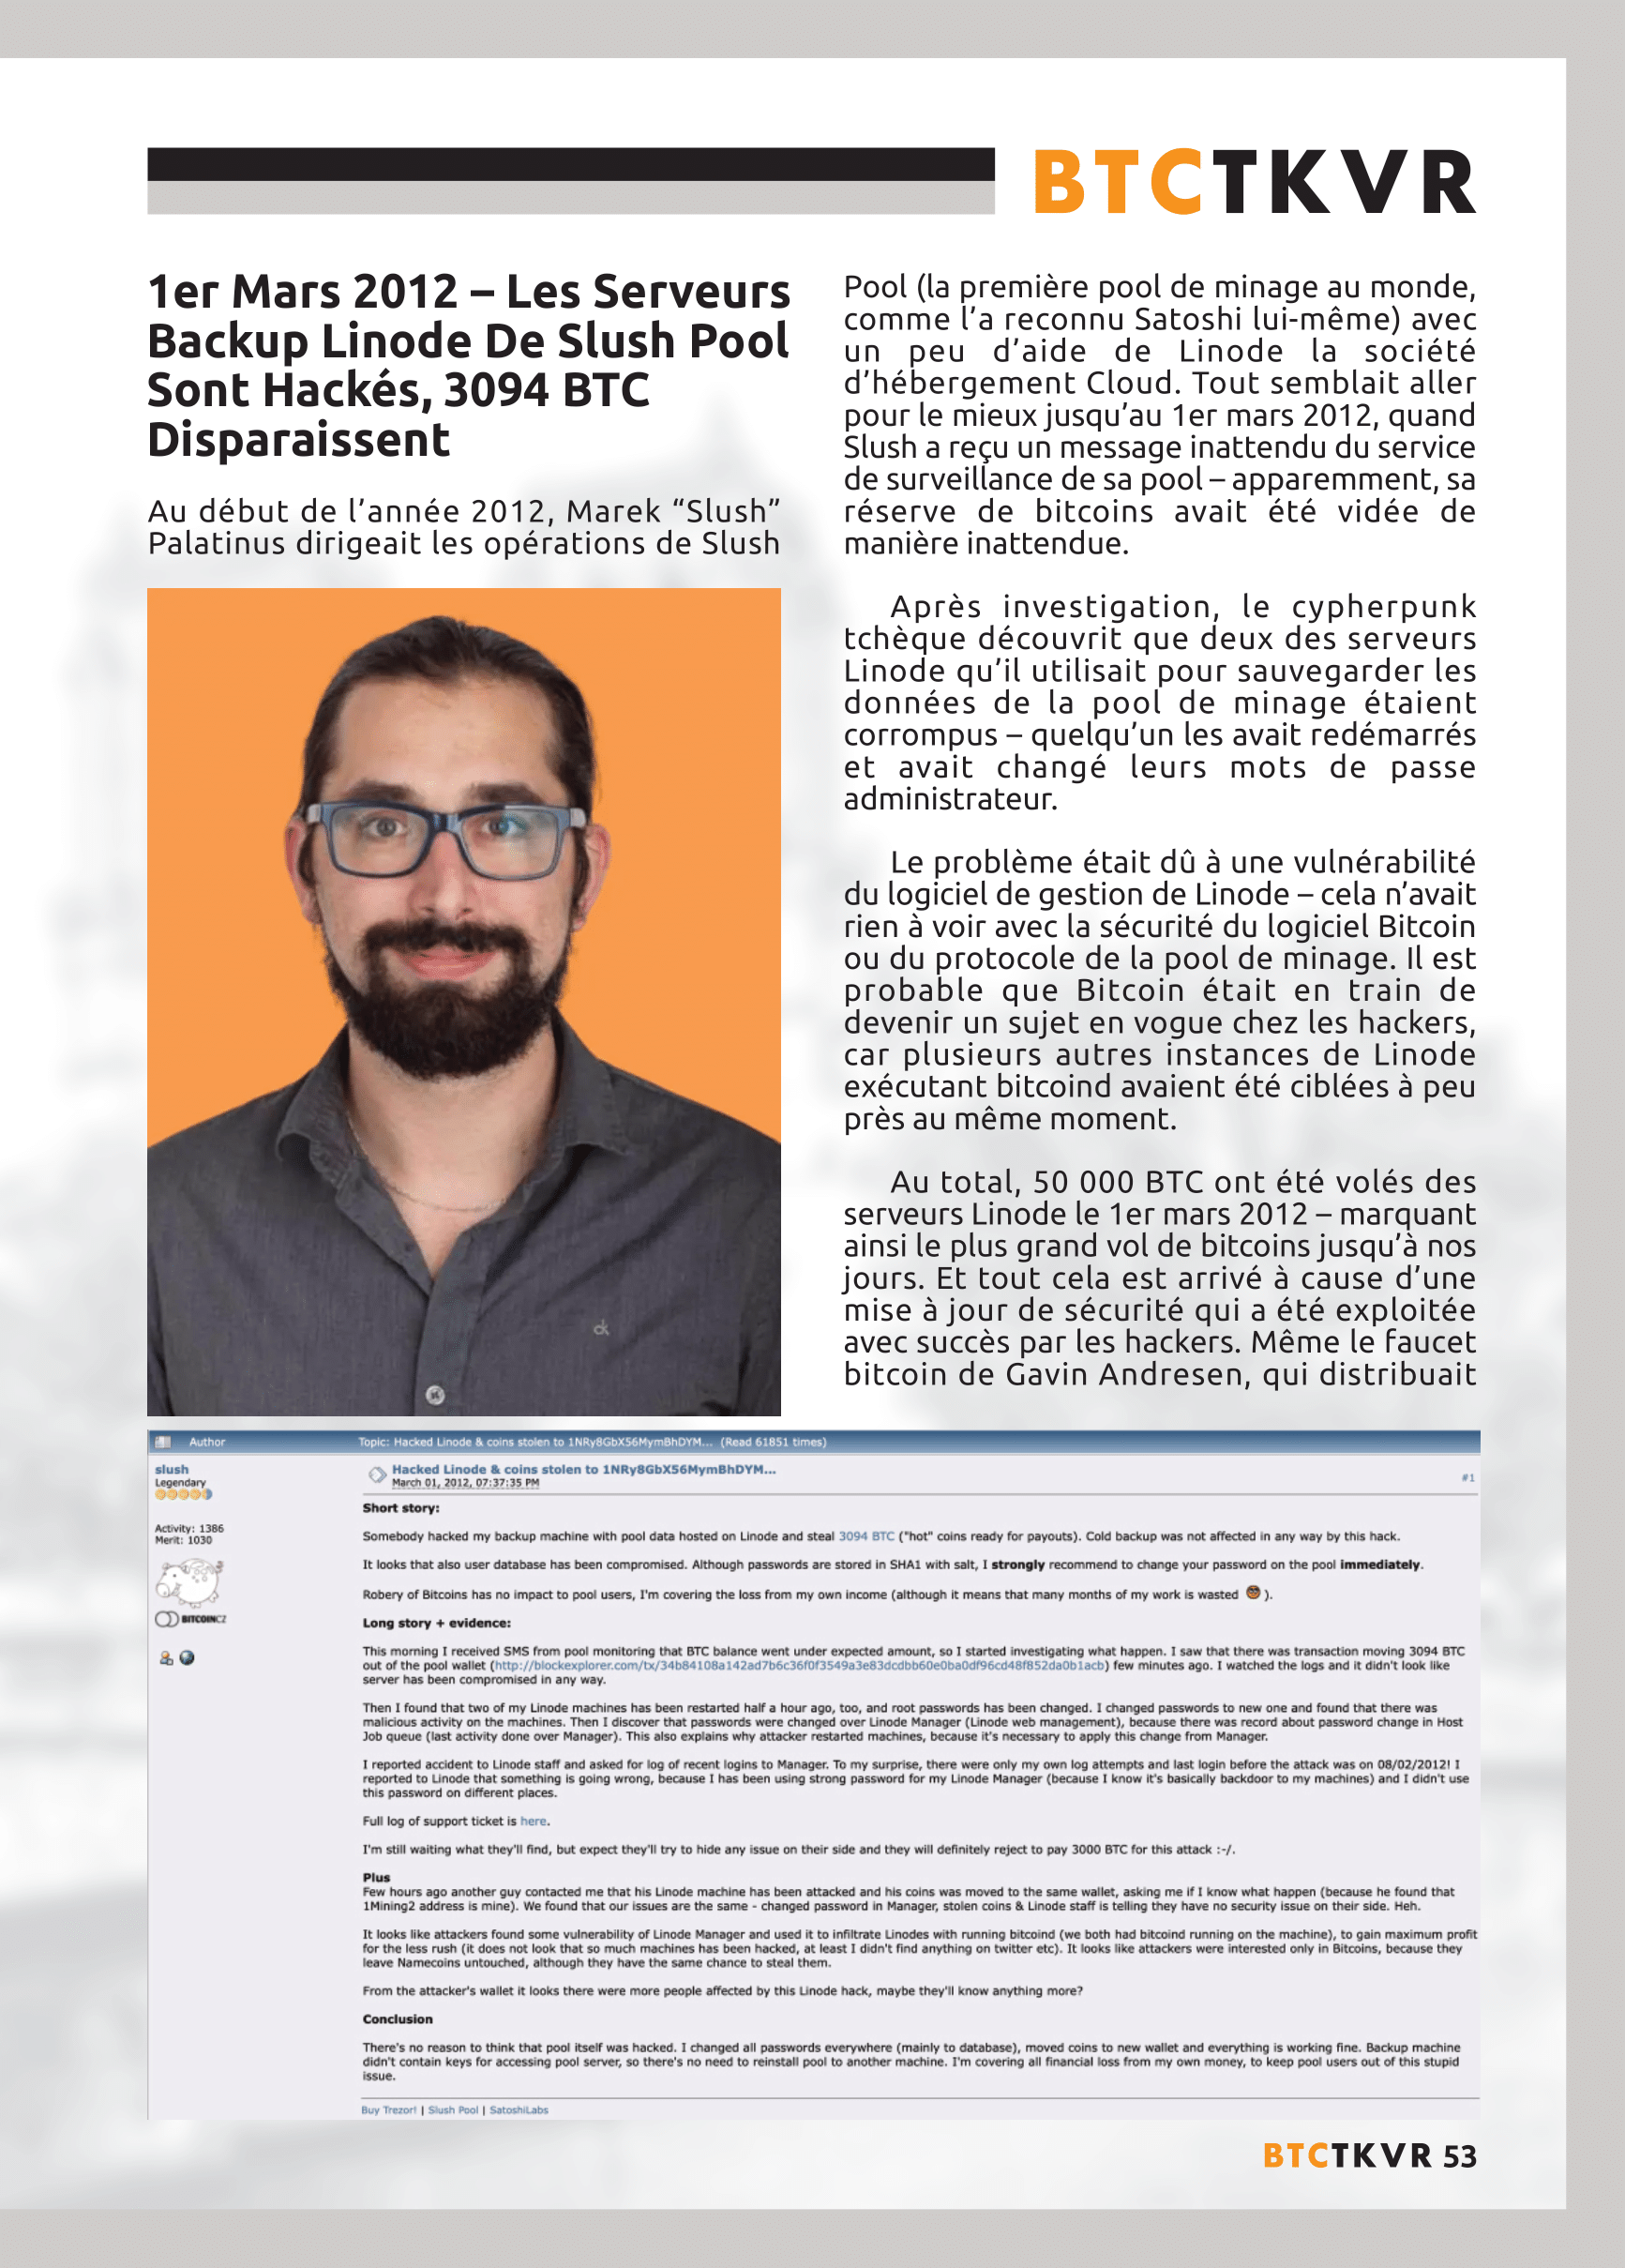 BTCTKVR
1er Mars 2012 – Les Serveurs
Backup Linode De Slush Pool
Sont Hackés, 3094 BTC
Disparaissent
Au début de l’année 2012, Marek “Slush”
Palatinus dirigeait les opérations de Slush
Pool (la première pool de minage au monde,
comme l’a reconnu Satoshi lui-même) avec
un peu d’aide de Linode la société
d’hébergement Cloud. Tout semblait aller
pour le mieux jusqu’au 1er mars 2012, quand
Slush a reçu un message inattendu du service
de surveillance de sa pool – apparemment, sa
réserve de bitcoins avait été vidée de
manière inattendue.
Après investigation, le cypherpunk
tchèque découvrit que deux des serveurs
Linode qu’il utilisait pour sauvegarder les
données de la pool de minage étaient
corrompus – quelqu’un les avait redémarrés
et avait changé leurs mots de passe
administrateur.
Le problème était dû à une vulnérabilité
du logiciel de gestion de Linode – cela n’avait
rien à voir avec la sécurité du logiciel Bitcoin
ou du protocole de la pool de minage. Il est
probable que Bitcoin était en train de
devenir un sujet en vogue chez les hackers,
car plusieurs autres instances de Linode
exécutant bitcoind avaient été ciblées à peu
près au même moment.
Au total, 50 000 BTC ont été volés des
serveurs Linode le 1er mars 2012 – marquant
ainsi le plus grand vol de bitcoins jusqu’à nos
jours. Et tout cela est arrivé à cause d’une
mise à jour de sécurité qui a été exploitée
avec succès par les hackers. Même le faucet
bitcoin de Gavin Andresen, qui distribuait
ck
Author Topic: Hacked Linode & coins stolen to 1NRy8GbX56MymBhDYM... (Read 61851 times)
slush
Legendary
Activity: 1386
Merit: 1030
BITCOINCZ
Hacked Linode & coins stolen to 1NRy8GbX56MymBhDYM...
March 01, 2012, 07:37:35 PM
#1
Short story:
Somebody hacked my backup machine with pool data hosted on Linode and steal 3094 BTC ("hot" coins ready for payouts). Cold backup was not affected in any way by this hack.
It looks that also user database has been compromised. Although passwords are stored in SHA1 with salt, I strongly recommend to change your password on the pool immediately.
Robery of Bitcoins has no impact to pool users, I'm covering the loss from my own income (although it means that many months of my work is wasted ).
Long story + evidence:
This morning I received SMS from pool monitoring that BTC balance went under expected amount, so I started investigating what happen. I saw that there was transaction moving 3094 BTC
out of the pool wallet (http://blockexplorer.com/tx/34b84108a142ad7b6c36f0f3549a3e83dcdbb60e0ba0df96cd48f852da0b1acb) few minutes ago. I watched the logs and it didn't look like
server has been compromised in any way.
Then I found that two of my Linode machines has been restarted half a hour ago, too, and root passwords has been changed. I changed passwords to new one and found that there was
malicious activity on the machines. Then I discover that passwords were changed over Linode Manager (Linode web management), because there was record about password change in Host
Job queue (last activity done over Manager). This also explains why attacker restarted machines, because it's necessary to apply this change from Manager.
I reported accident to Linode staff and asked for log of recent logins to Manager. To my surprise, there were only my own log attempts and last login before the attack was on 08/02/2012! I
reported to Linode that something is going wrong, because I has been using strong password for my Linode Manager (because I know it's basically backdoor to my machines) and I didn't use
this password on different places.
Full log of support ticket is here.
I'm still waiting what they'll find, but expect they'll try to hide any issue on their side and they will definitely reject to pay 3000 BTC for this attack :-/.
Plus
Few hours ago another guy contacted me that his Linode machine has been attacked and his coins was moved to the same wallet, asking me if I know what happen (because he found that
1Mining2 address is mine). We found that our issues are the same - changed password in Manager, stolen coins & Linode staff is telling they have no security issue on their side. Heh.
It looks like attackers found some vulnerability of Linode Manager and used it to infiltrate Linodes with running bitcoind (we both had bitcoind running on the machine), to gain maximum profit
for the less rush (it does not look that so much machines has been hacked, at least I didn't find anything on twitter etc). It looks like attackers were interested only in Bitcoins, because they
leave Namecoins untouched, although they have the same chance to steal them.
From the attacker's wallet it looks there were more people affected by this Linode hack, maybe they'll know anything more?
Conclusion
There's no reason to think that pool itself was hacked. I changed all passwords everywhere (mainly to database), moved coins to new wallet and everything is working fine. Backup machine
didn't contain keys for accessing pool server, so there's no need to reinstall pool to another machine. I'm covering all financial loss from my own money, to keep pool users out of this stupid
issue.
Buy Trezor! | Slush Pool | SatoshiLabs
BTCTKVR 53